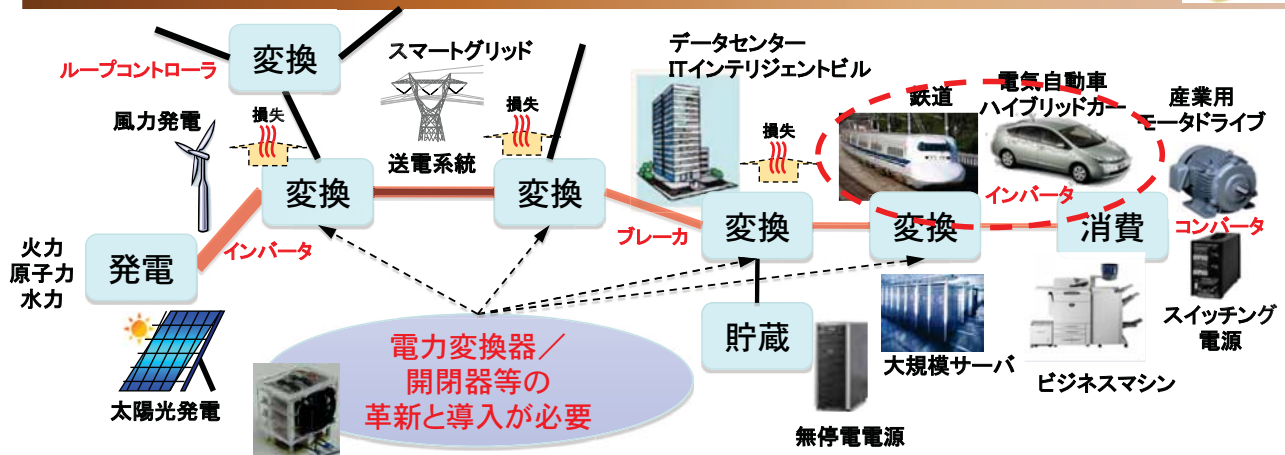 変換
ループコントローラ
スマートグリッド
データセンター
ITインテリジェントビル
鉄道
電気自動車
ハイブリッドカー
産業用
モータドライブ
風力発電
損失
送電系統
損失
損失
変換
変換
インバータ
変換
変換
消費
コンバータ
火力
原子力
水力
発電
インバータ
ブレーカ
太陽光発電
電力変換器／
開閉器等の
革新と導入が必要
貯蔵
無停電電源
大規模サーバ
ビジネスマシン
スイッチング
電源